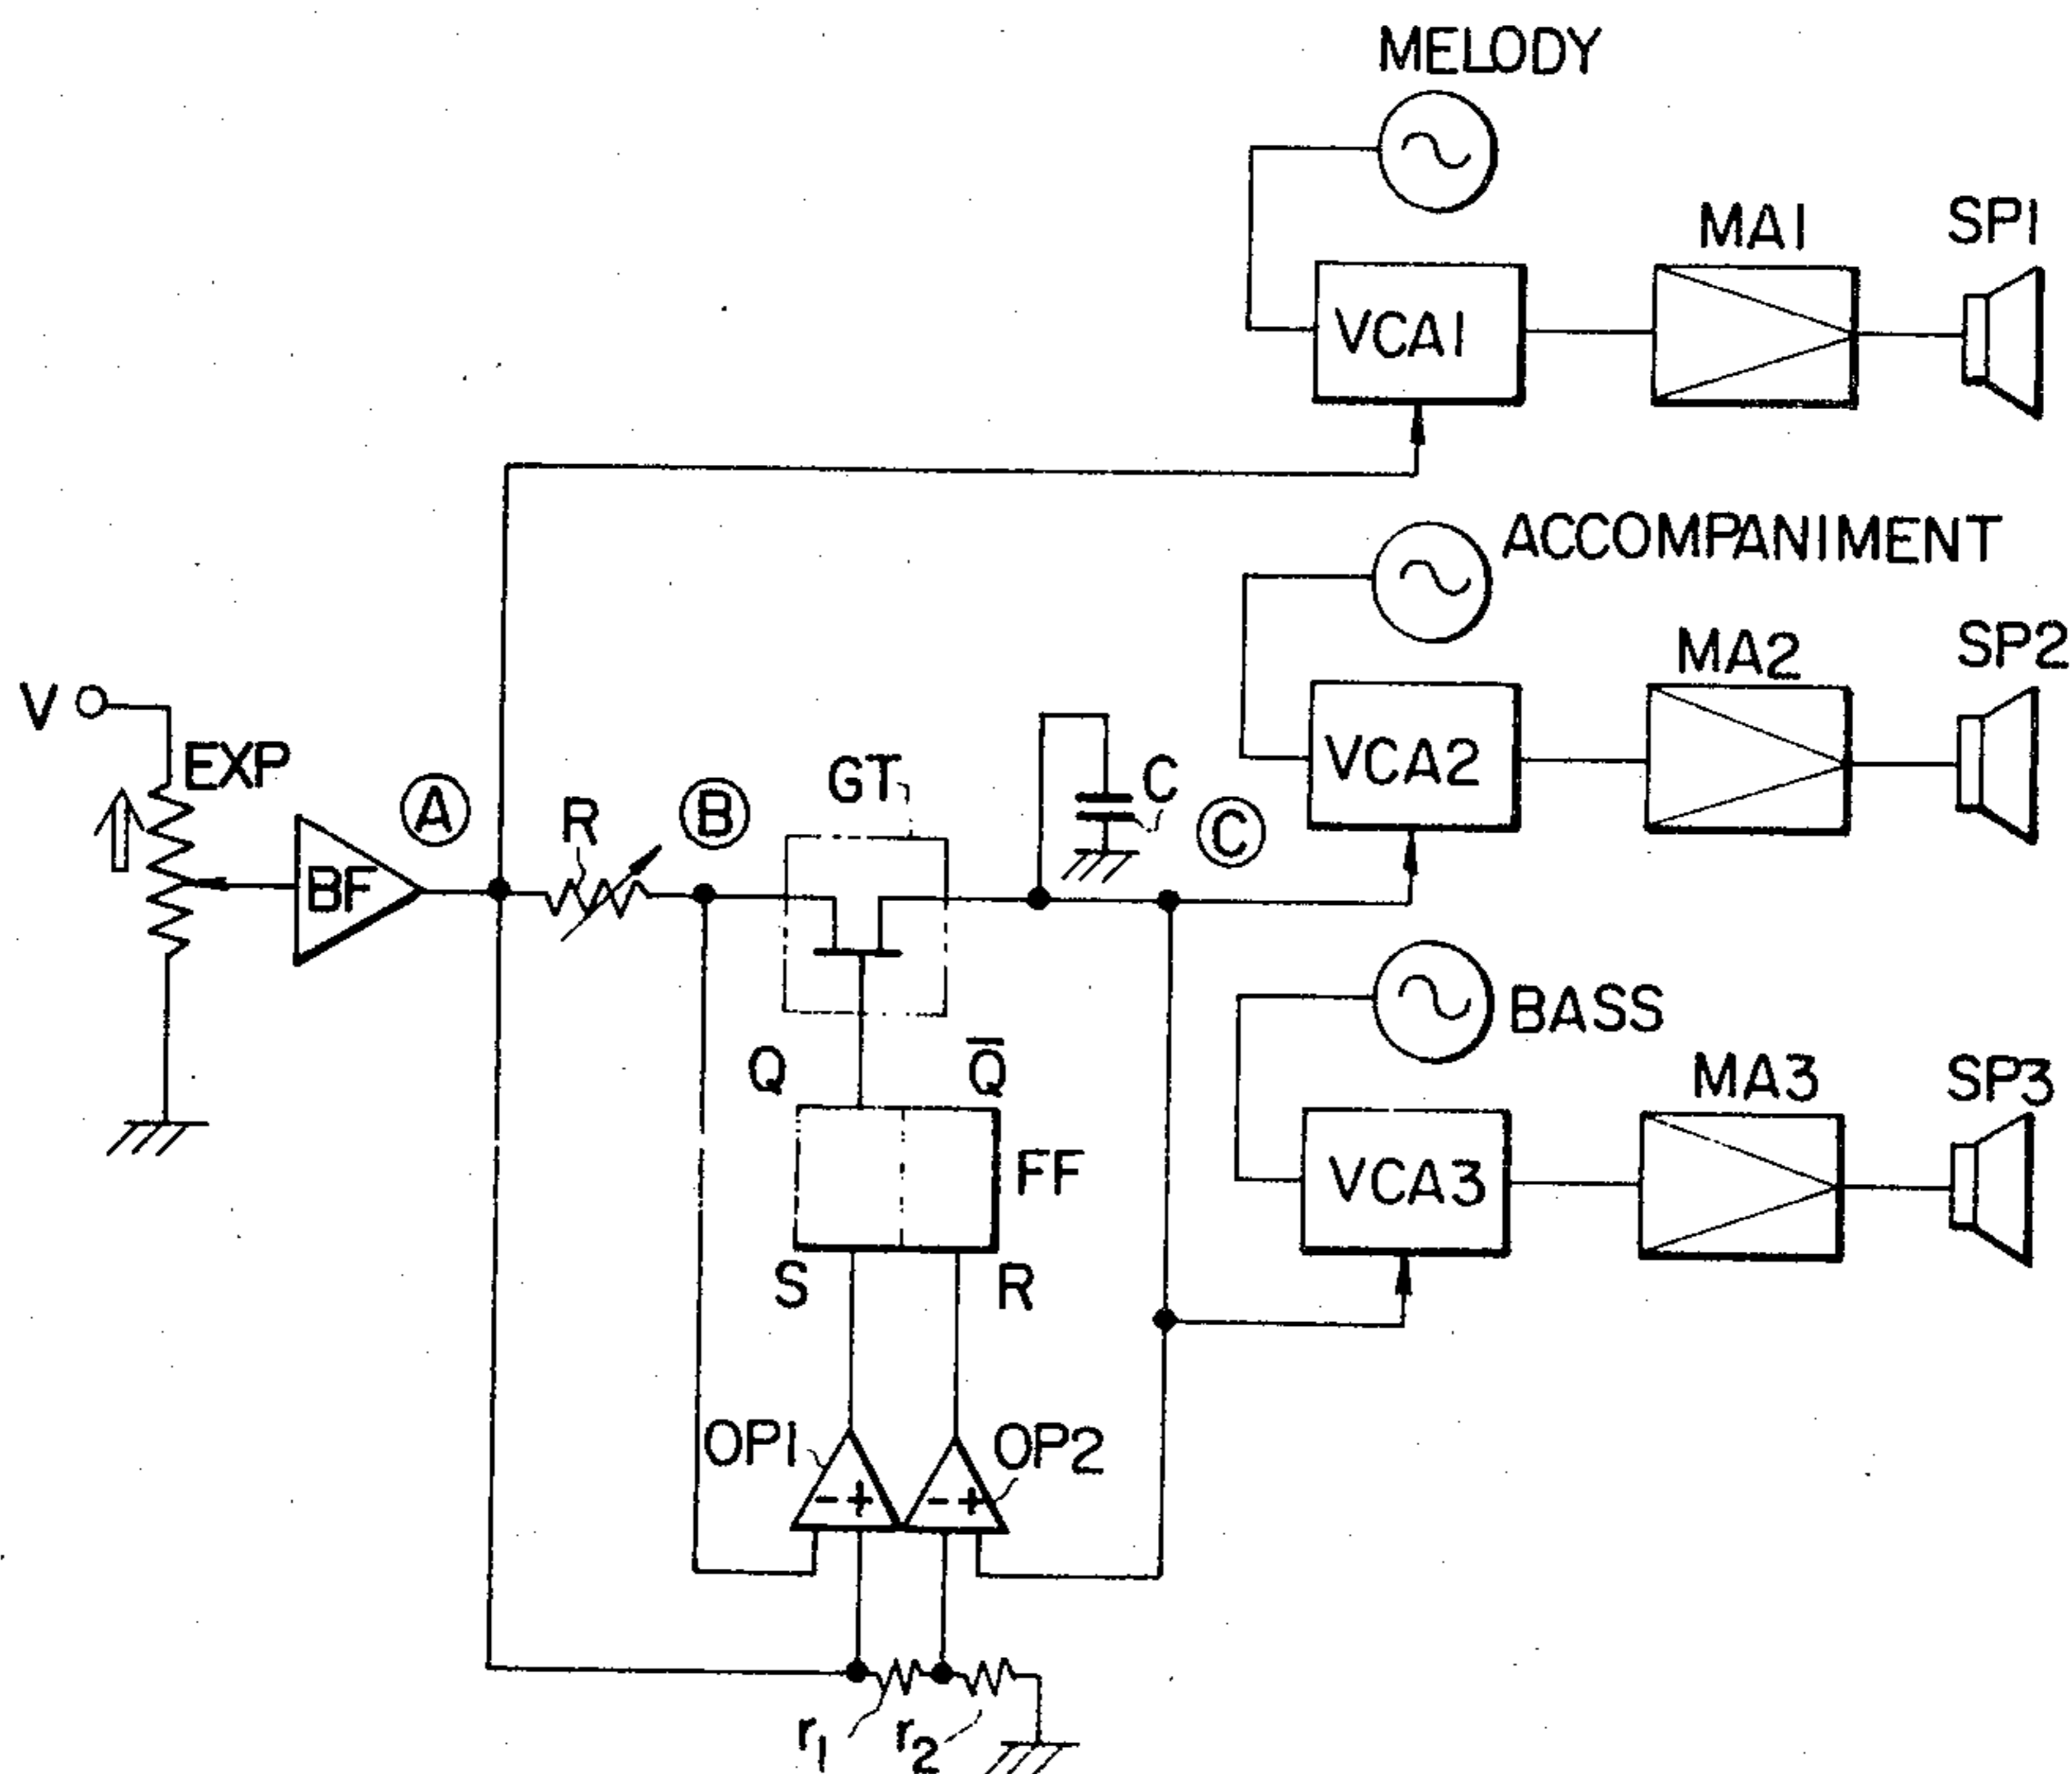 MELODY
MA1
SP1
VCA1
ACCOMPANIMENT
MA2
SP2
V
EXP
GT
C
VCA2
A
R
B
C
BF
BASS
Q
Q̅
MA3
SP3
FF
VCA3
S
R
OP1
OP2
- +
- +
r1
r2